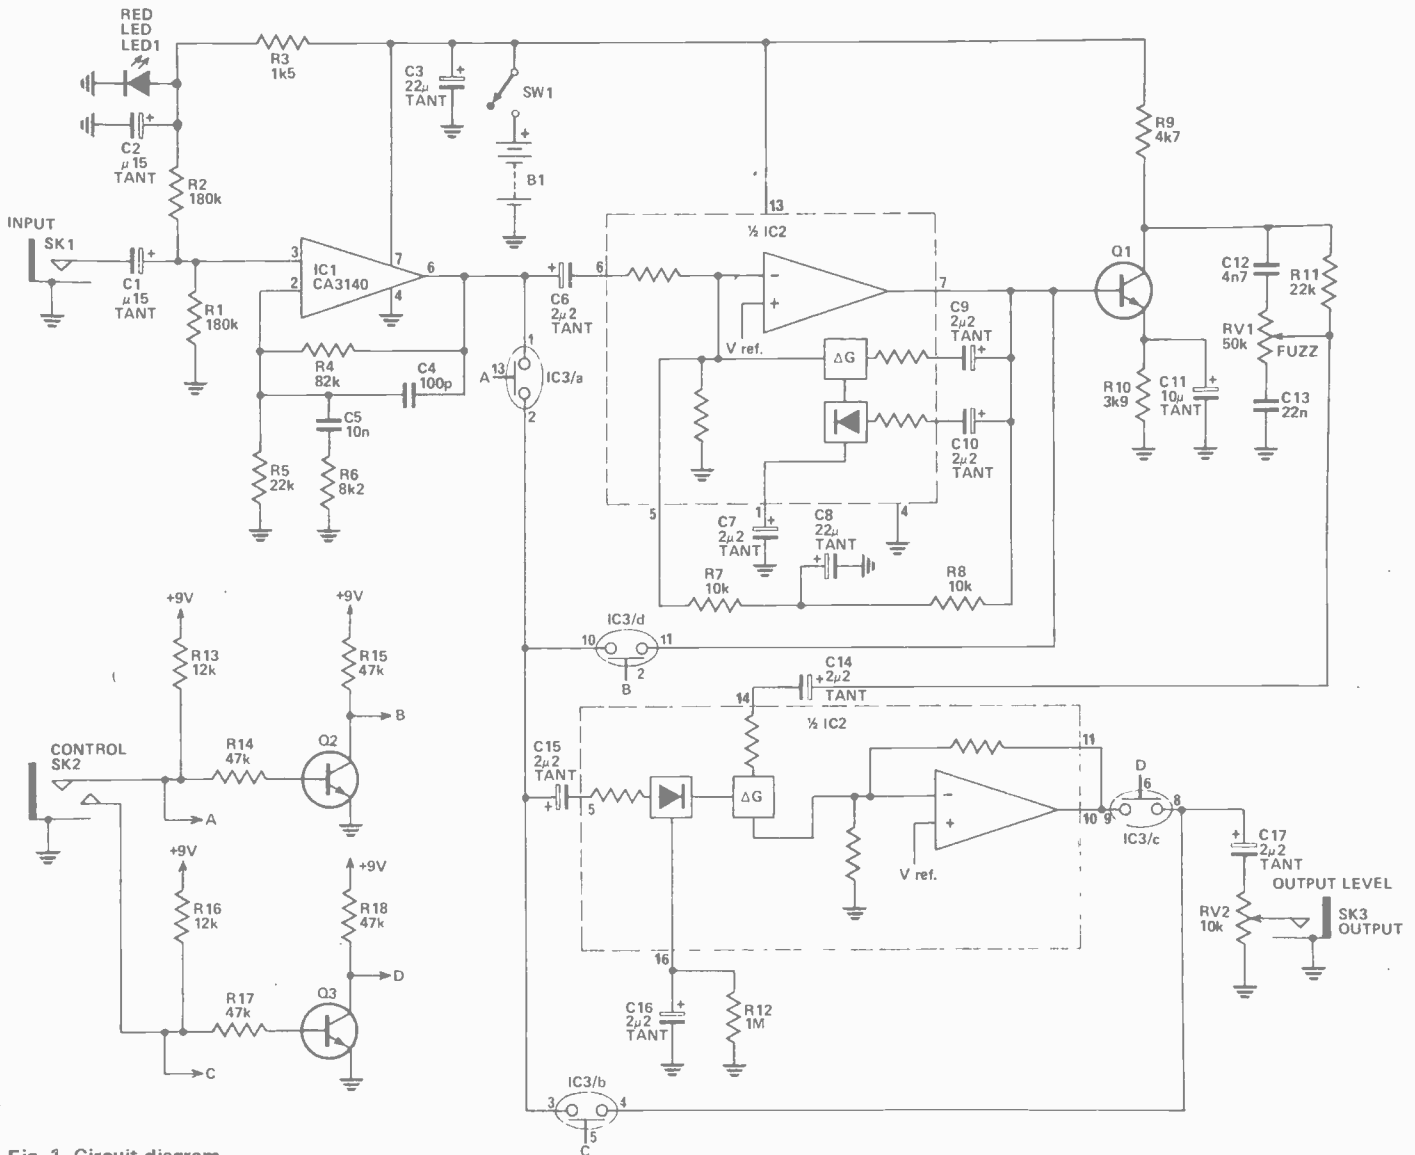 RED
LED
LED1
R3
1k5
C3
22µ
TANT
SW1
B1
C2
µ15
TANT
R2
180k
R9
4k7
INPUT
SK1
C1
µ15
TANT
R1
180k
3
2
IC1
CA3140
7
4
6
C6
2µ2
TANT
6
13
½ IC2
−
+
V ref.
7
ΔG
C9
2µ2
TANT
C10
2µ2
TANT
Q1
C12
4n7
R11
22k
RV1
50k
FUZZ
R10
3k9
C11
10µ
TANT
C13
22n
R4
82k
C4
100p
C5
10n
R5
22k
R6
8k2
1
A
13
IC3/a
2
5
1
4
C7
2µ2
TANT
C8
22µ
TANT
R7
10k
R8
10k
IC3/d
10
11
2
B
+9V
R13
12k
+9V
R15
47k
B
CONTROL
SK2
R14
47k
Q2
A
+9V
R16
12k
+9V
R18
47k
D
R17
47k
Q3
C
C14
2µ2
TANT
14
½ IC2
C15
2µ2
TANT
5
ΔG
−
+
V ref.
11
10
9
D
6
8
IC3/c
C17
2µ2
TANT
OUTPUT LEVEL
RV2
10k
SK3
OUTPUT
16
C16
2µ2
TANT
R12
1M
IC3/b
3
4
5
C
Fig. 1. Circuit diagram